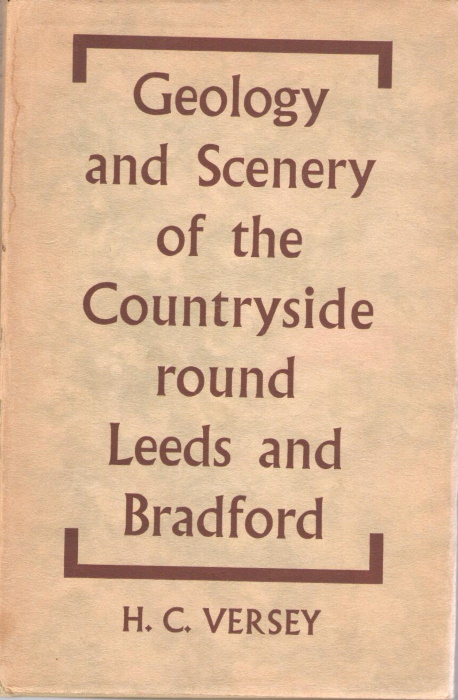 Geology
and Scenery
of the
Countryside
round
Leeds and
Bradford
H. C. VERSEY